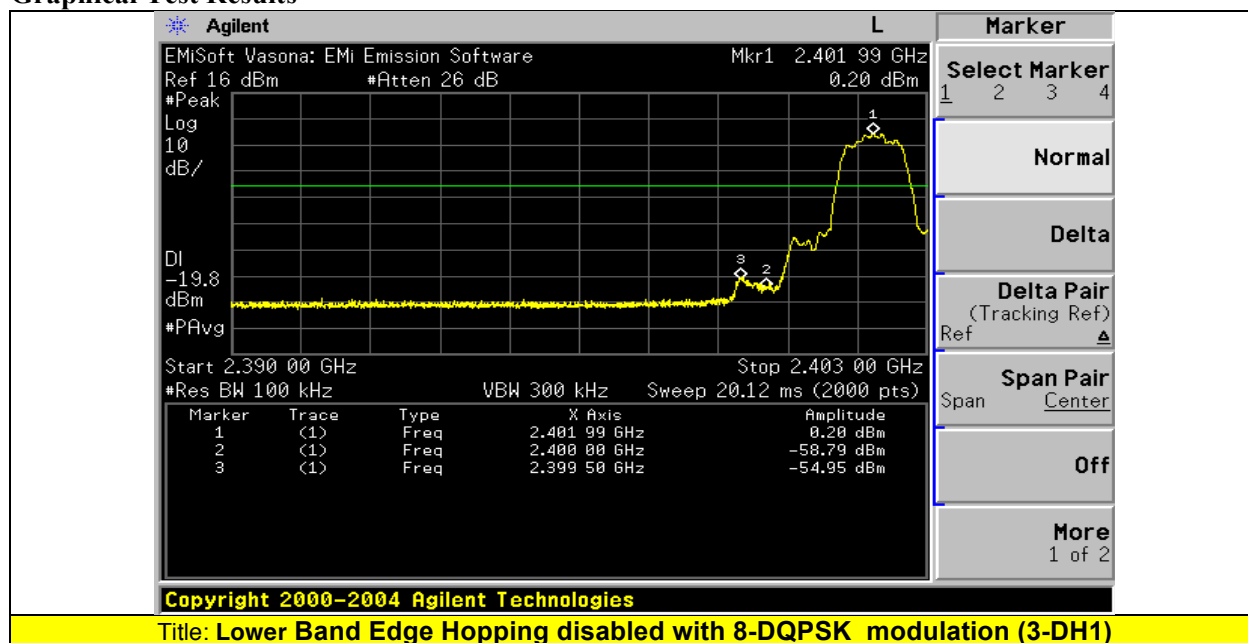 Graphical Test Results
Agilent L
EMiSoft Vasona: EMi Emission Software Mkr1 2.401 99 GHz
Ref 16 dBm #Atten 26 dB 0.20 dBm
#Peak
Log
10
dB/
1
3
2
DI
-19.8
dBm
#PAvg
Start 2.390 00 GHz Stop 2.403 00 GHz
#Res BW 100 kHz VBW 300 kHz Sweep 20.12 ms (2000 pts)
Marker Trace Type X Axis Amplitude
1 (1) Freq 2.401 99 GHz 0.20 dBm
2 (1) Freq 2.400 00 GHz -58.79 dBm
3 (1) Freq 2.399 50 GHz -54.95 dBm
Marker
Select Marker
1 2 3 4
Normal
Delta
Delta Pair
(Tracking Ref)
Ref Δ
Span Pair
Span Center
Off
More
1 of 2
Copyright 2000-2004 Agilent Technologies
Title: Lower Band Edge Hopping disabled with 8-DQPSK modulation (3-DH1)